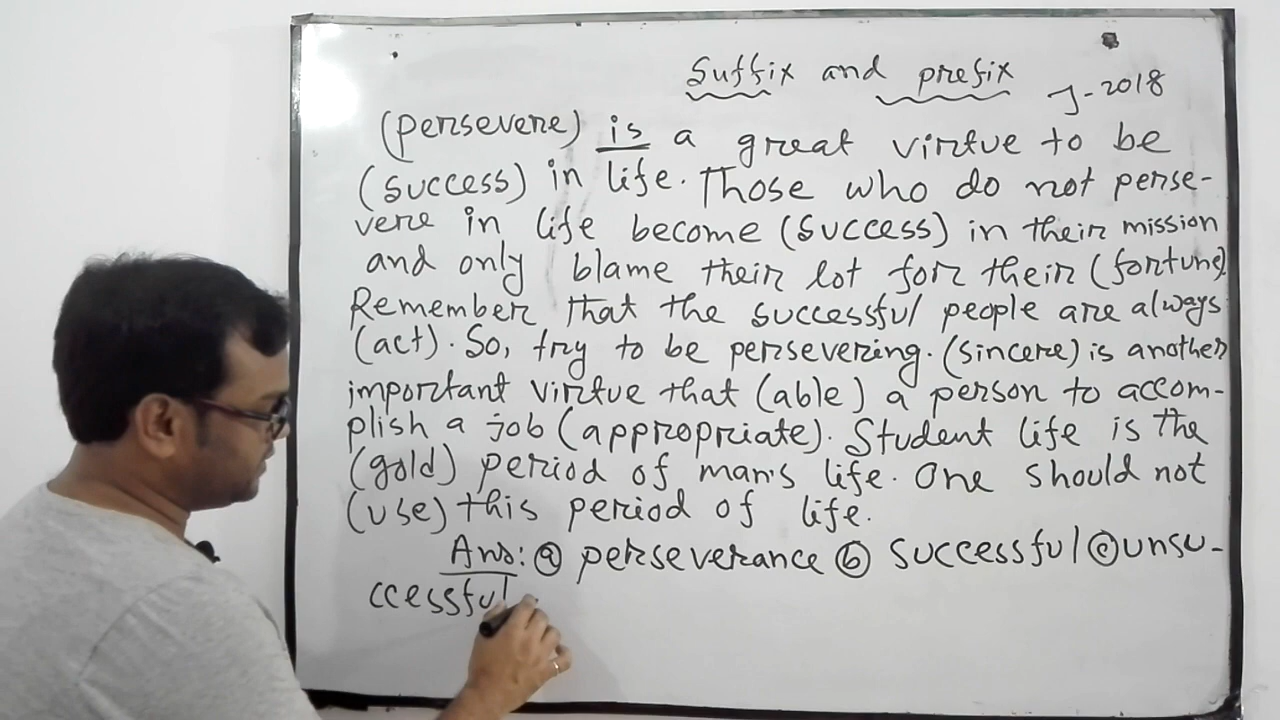 Suffix and prefix J-2018
(persevere) is a great virtue to be
(success) in life. Those who do not perse-
vere in life become (success) in their mission
and only blame their lot for their (fortune).
Remember that the successful people are always
(act). So, try to be persevering. (sincere) is another
important virtue that (able) a person to accom-
plish a job (appropriate). Student life is the
(gold) period of man's life. One should not
(use) this period of life.
Ans: ⓐ perseverance ⓑ successful ⓒ unsu-
ccessful